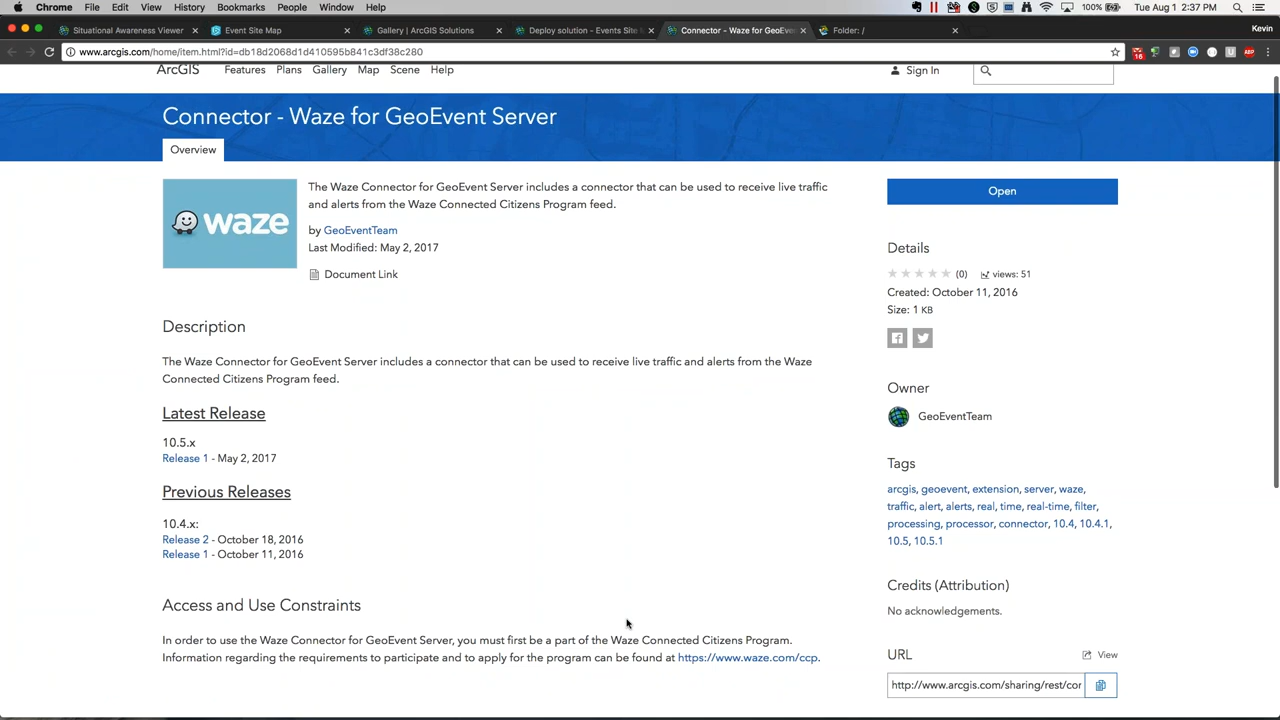 Chrome File Edit View History Bookmarks People Window Help 100% Tue Aug 1 2:37 PM
Situational Awareness Viewer Event Site Map Gallery | ArcGIS Solutions Deploy solution - Events Site Connector - Waze for GeoEve Folder: / Kevin
www.arcgis.com/home/item.html?id=db18d2068d1d410595b841c3df38c280 16 ABP
ArcGIS Features Plans Gallery Map Scene Help Sign In
Connector - Waze for GeoEvent Server
Overview
waze
The Waze Connector for GeoEvent Server includes a connector that can be used to receive live traffic
and alerts from the Waze Connected Citizens Program feed.
by GeoEventTeam
Last Modified: May 2, 2017
Document Link
Open
Description
The Waze Connector for GeoEvent Server includes a connector that can be used to receive live traffic and alerts from the Waze
Connected Citizens Program feed.
Latest Release
10.5.x
Release 1 - May 2, 2017
Previous Releases
10.4.x:
Release 2 - October 18, 2016
Release 1 - October 11, 2016
Access and Use Constraints
In order to use the Waze Connector for GeoEvent Server, you must first be a part of the Waze Connected Citizens Program.
Information regarding the requirements to participate and to apply for the program can be found at https://www.waze.com/ccp.
Details
(0) views: 51
Created: October 11, 2016
Size: 1 KB
Owner
GeoEventTeam
Tags
arcgis, geoevent, extension, server, waze,
traffic, alert, alerts, real, time, real-time, filter,
processing, processor, connector, 10.4, 10.4.1,
10.5, 10.5.1
Credits (Attribution)
No acknowledgements.
URL View
http://www.arcgis.com/sharing/rest/cor